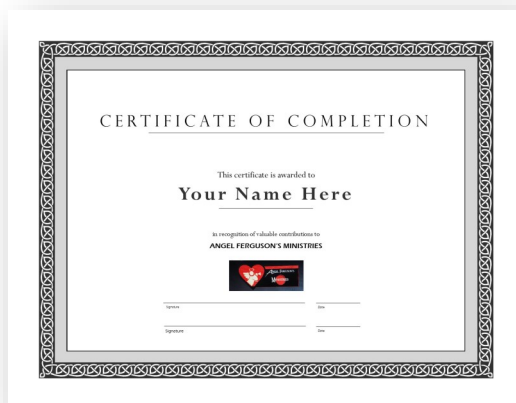 CERTIFICATE OF COMPLETION
This certificate is awarded to
Your Name Here
in recognition of valuable contributions to
ANGEL FERGUSON'S MINISTRIES
Signature Date
Signature Date